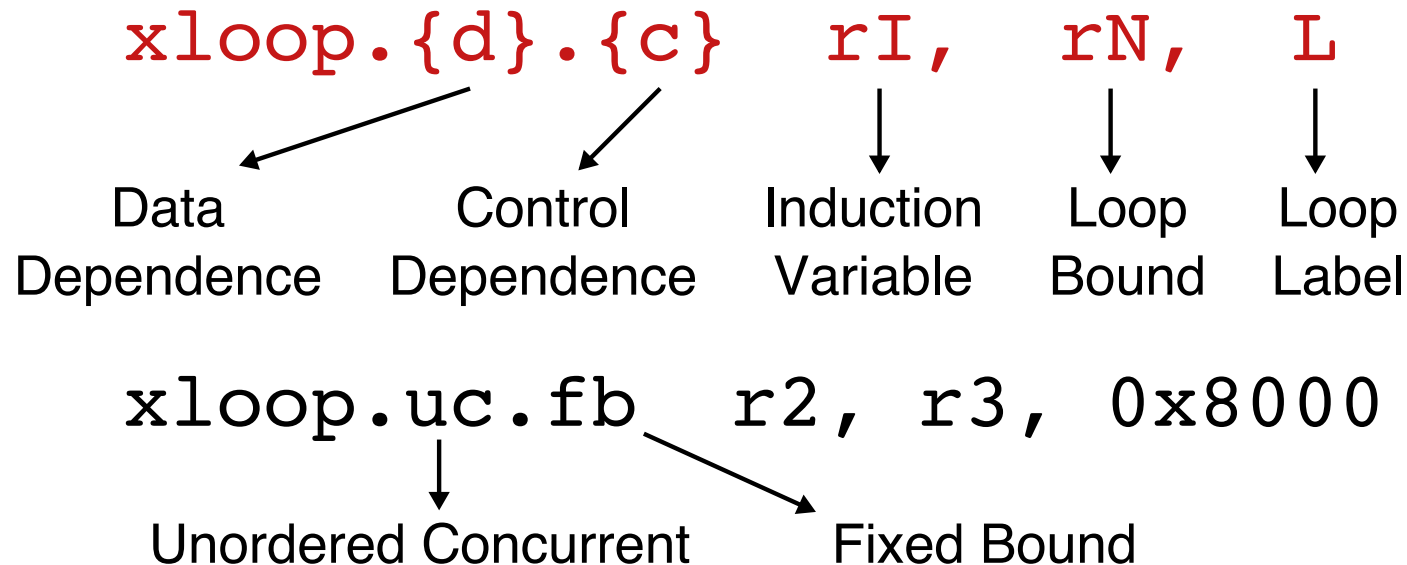 xloop.{d}.{c} rI, rN, L
Data Control Induction Loop Loop
Dependence Dependence Variable Bound Label
xloop.uc.fb r2, r3, 0x8000
Unordered Concurrent Fixed Bound